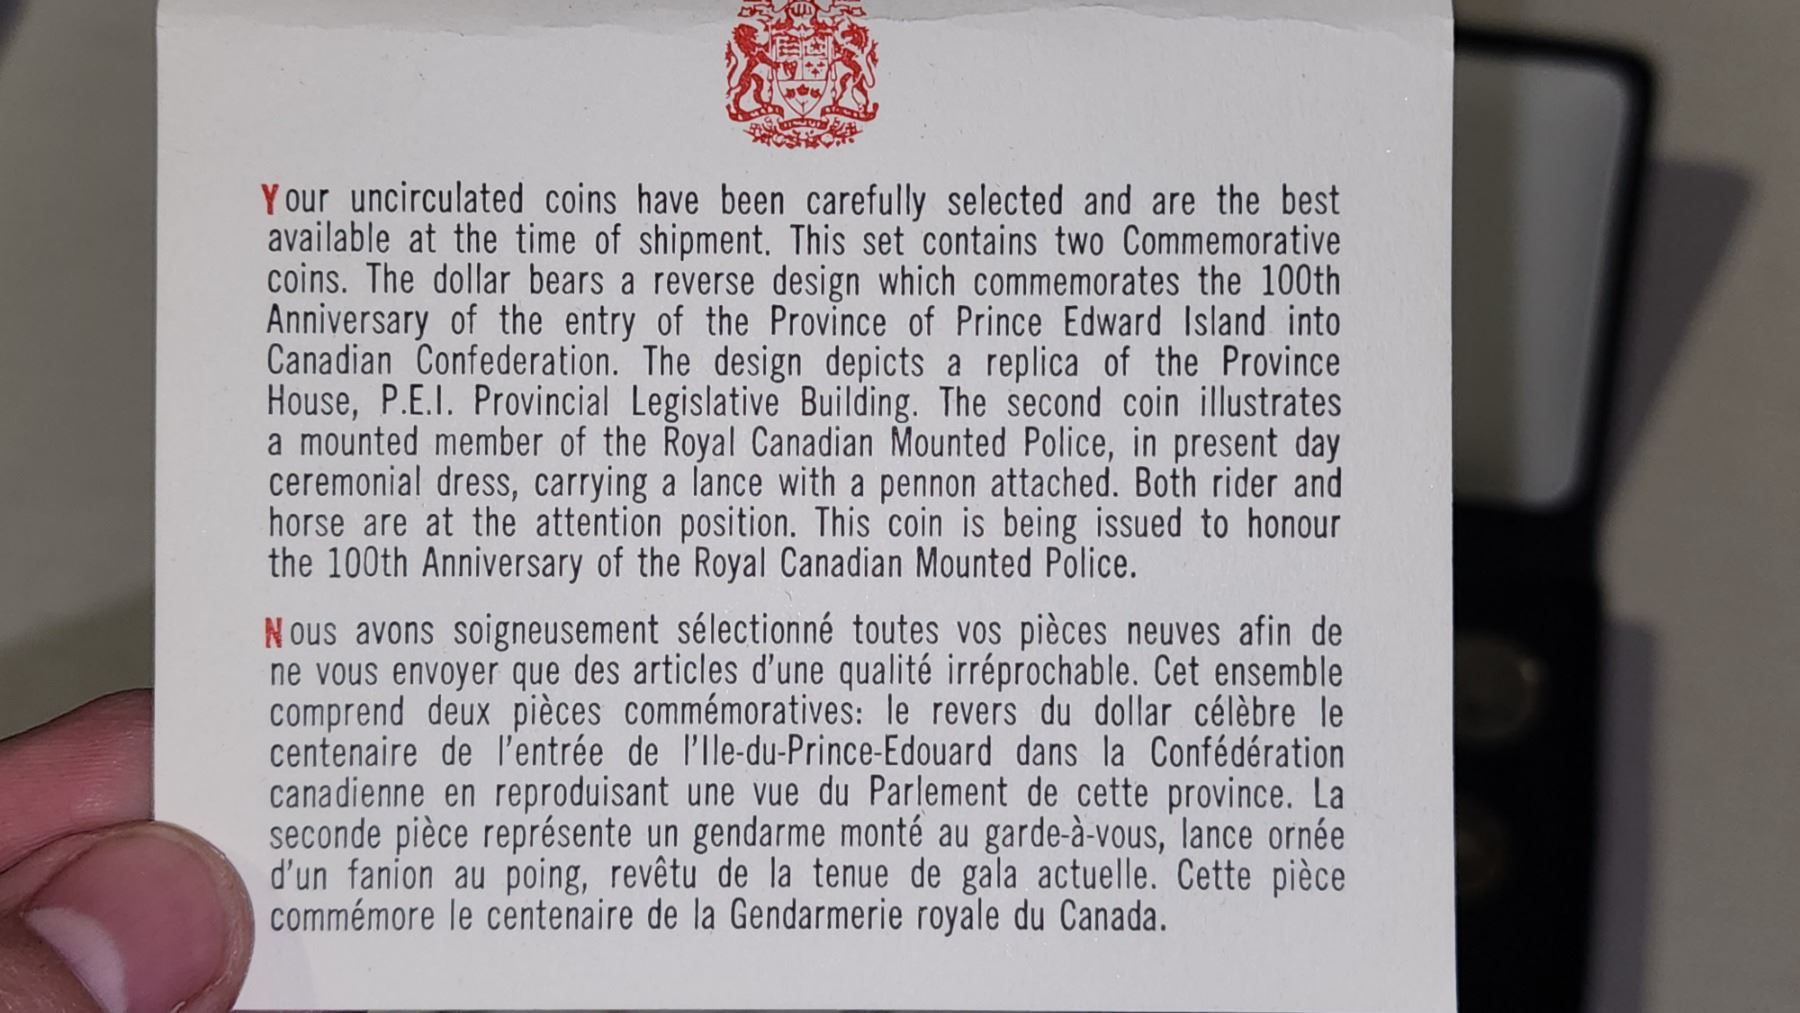 Your uncirculated coins have been carefully selected and are the best
available at the time of shipment. This set contains two Commemorative
coins. The dollar bears a reverse design which commemorates the 100th
Anniversary of the entry of the Province of Prince Edward Island into
Canadian Confederation. The design depicts a replica of the Province
House, P.E.I. Provincial Legislative Building. The second coin illustrates
a mounted member of the Royal Canadian Mounted Police, in present day
ceremonial dress, carrying a lance with a pennon attached. Both rider and
horse are at the attention position. This coin is being issued to honour
the 100th Anniversary of the Royal Canadian Mounted Police.
Nous avons soigneusement sélectionné toutes vos pièces neuves afin de
ne vous envoyer que des articles d'une qualité irréprochable. Cet ensemble
comprend deux pièces commémoratives: le revers du dollar célèbre le
centenaire de l'entrée de l'Ile-du-Prince-Edouard dans la Confédération
canadienne en reproduisant une vue du Parlement de cette province. La
seconde pièce représente un gendarme monté au garde-à-vous, lance ornée
d'un fanion au poing, revêtu de la tenue de gala actuelle. Cette pièce
commémore le centenaire de la Gendarmerie royale du Canada.